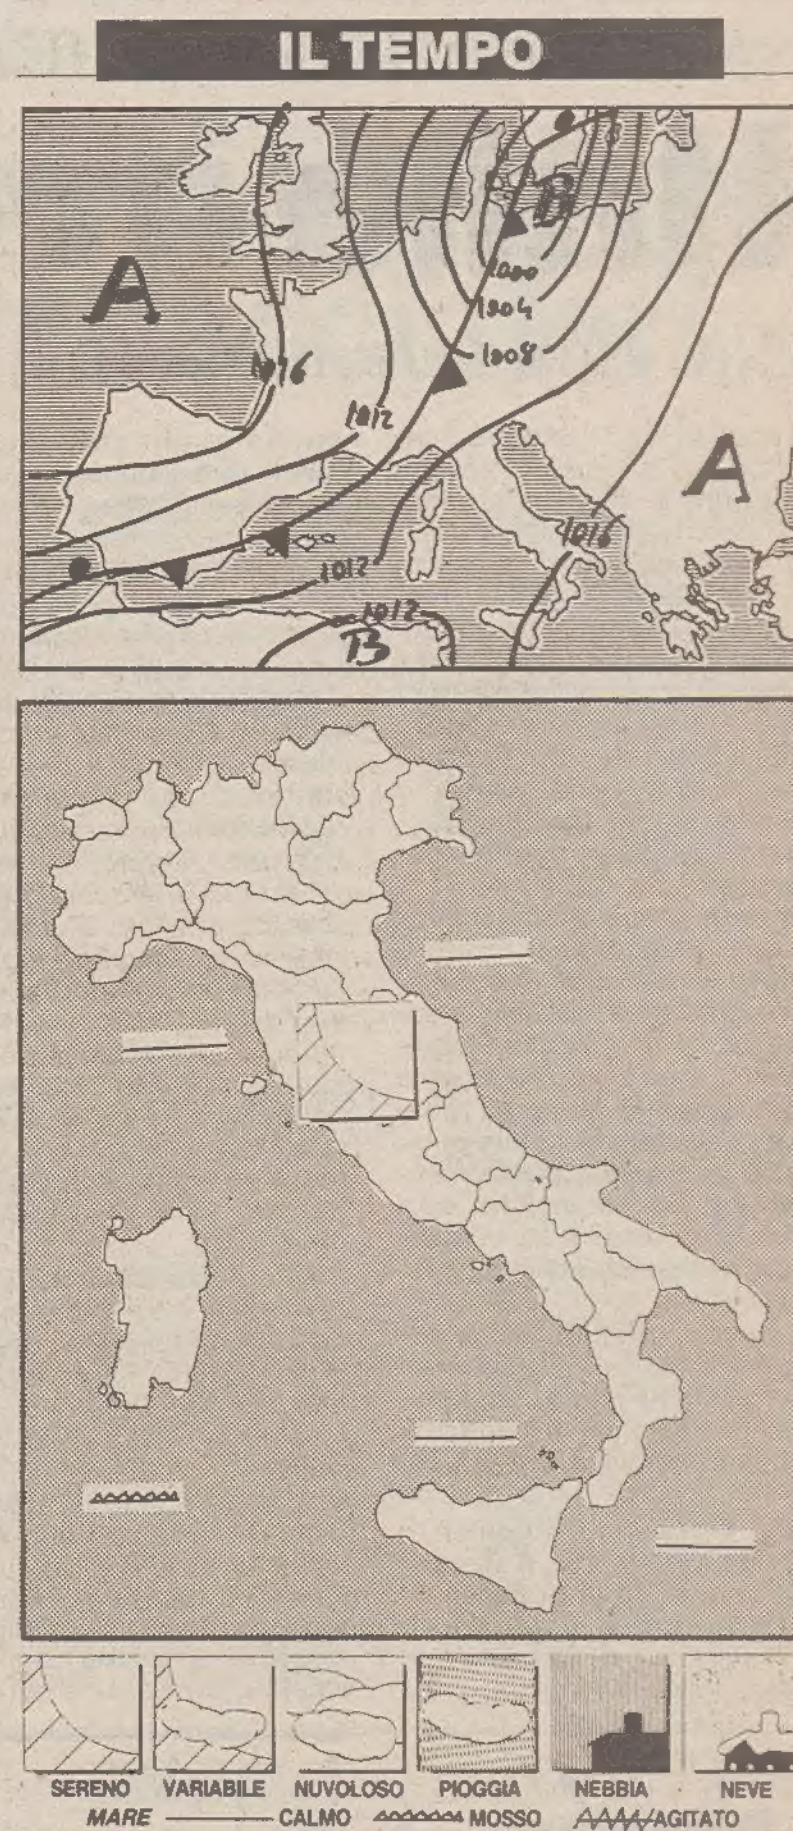 IL TEMPO
B
A
1000
1004
1008
1016
1012
A
1016
1012
1012
B
SERENO VARIABILE NUVOLOSO PIOGGIA NEBBIA NEVE
MARE CALMO MOSSO AGITATO